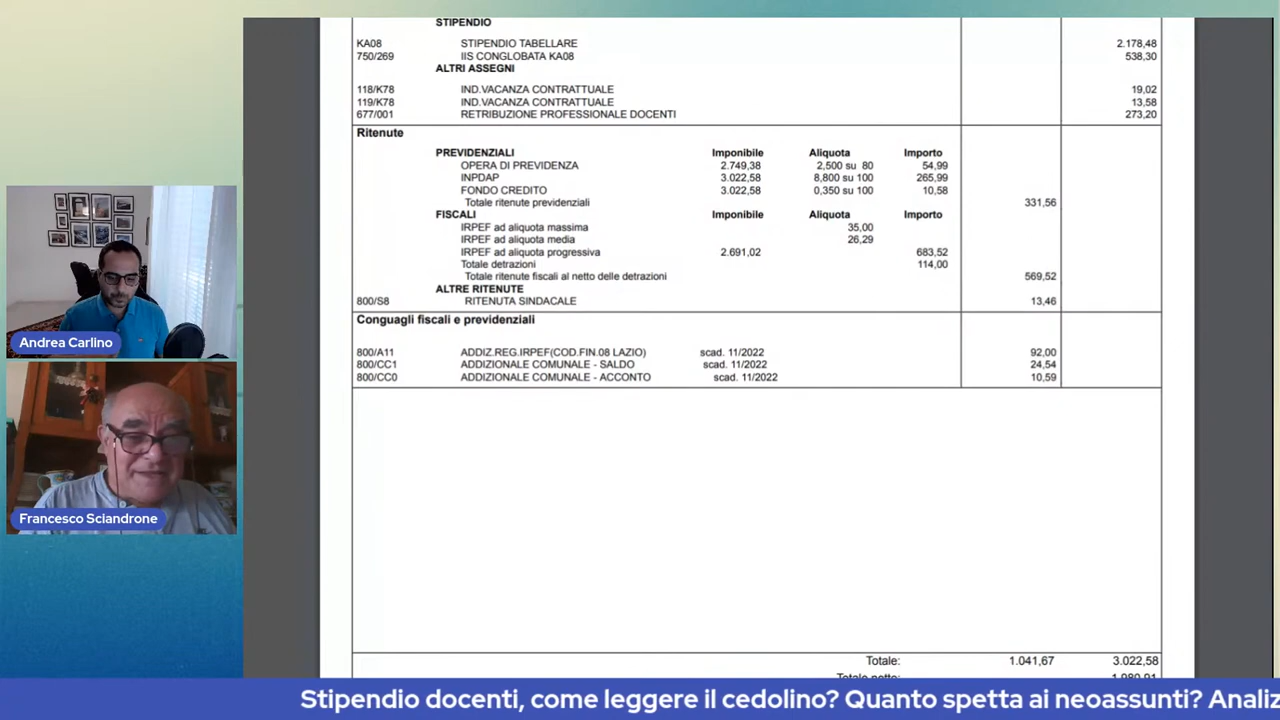 STIPENDIO
KA08 STIPENDIO TABELLARE 2.178,48
750/269 IIS CONGLOBATA KA08 538,30
ALTRI ASSEGNI
118/K78 IND.VACANZA CONTRATTUALE 19,02
119/K78 IND.VACANZA CONTRATTUALE 13,58
677/001 RETRIBUZIONE PROFESSIONALE DOCENTI 273,20
Ritenute
PREVIDENZIALI Imponibile Aliquota Importo
OPERA DI PREVIDENZA 2.749,38 2,500 su 80 54,99
INPDAP 3.022,58 8,800 su 100 265,99
FONDO CREDITO 3.022,58 0,350 su 100 10,58
Totale ritenute previdenziali 331,56
FISCALI Imponibile Aliquota Importo
IRPEF ad aliquota massima 35,00
IRPEF ad aliquota media 26,29
IRPEF ad aliquota progressiva 2.691,02 683,52
Totale detrazioni 114,00
Totale ritenute fiscali al netto delle detrazioni 569,52
ALTRE RITENUTE
800/S8 RITENUTA SINDACALE 13,46
Conguagli fiscali e previdenziali
800/A11 ADDIZ.REG.IRPEF(COD.FIN.08 LAZIO) scad. 11/2022 92,00
800/CC1 ADDIZIONALE COMUNALE - SALDO scad. 11/2022 24,54
800/CC0 ADDIZIONALE COMUNALE - ACCONTO scad. 11/2022 10,59
Totale: 1.041,67 3.022,58
Totale netto: 1.980,91
Andrea Carlino
Francesco Sciandrone
Stipendio docenti, come leggere il cedolino? Quanto spetta ai neoassunti? Analiz